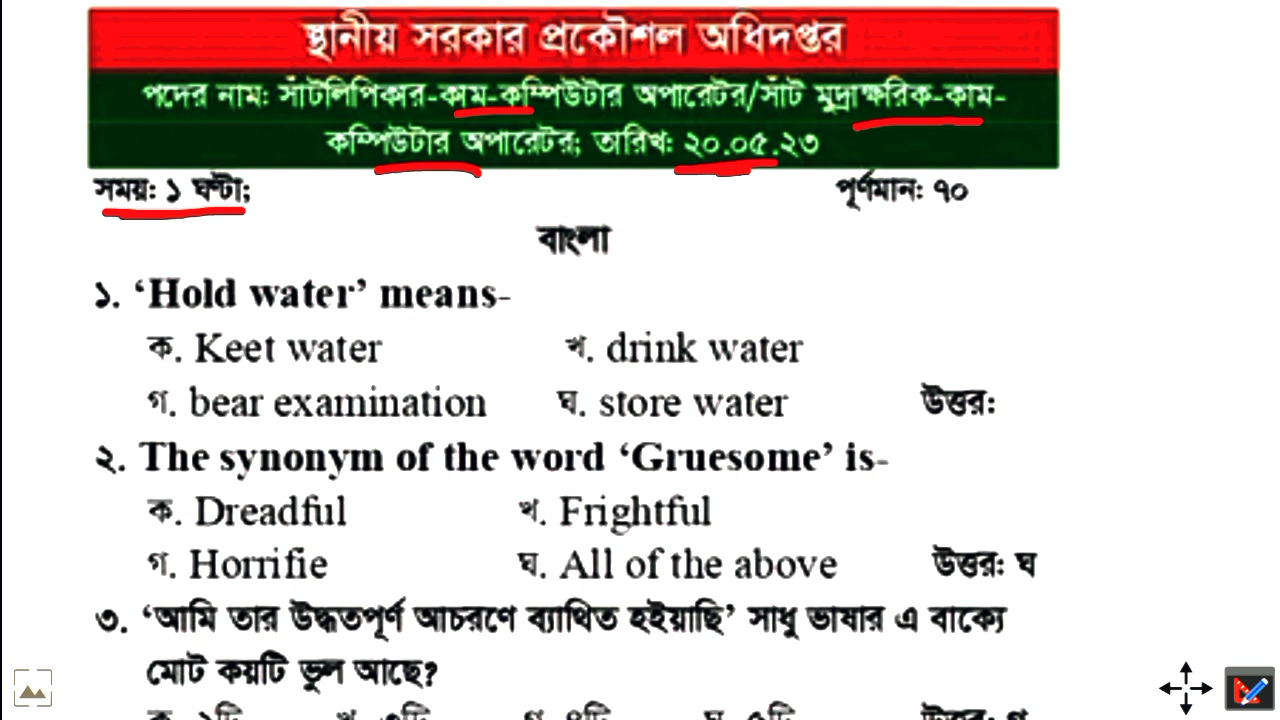 স্থানীয় সরকার প্রকৌশল অধিদপ্তর
পদের নাম: সাঁটলিপিকার-কাম-কম্পিউটার অপারেটর/সাঁট মুদ্রাক্ষরিক-কাম-
কম্পিউটার অপারেটর; তারিখ: ২০.০৫.২৩
সময়: ১ ঘণ্টা; পূর্ণমান: ৭০
বাংলা
১. ‘Hold water’ means-
ক. Keet water খ. drink water
গ. bear examination ঘ. store water উত্তর:
২. The synonym of the word ‘Gruesome’ is-
ক. Dreadful খ. Frightful
গ. Horrifie ঘ. All of the above উত্তর: ঘ
৩. ‘আমি তার উদ্ধতপূর্ণ আচরণে ব্যাথিত হইয়াছি’ সাধু ভাষার এ বাক্যে
মোট কয়টি ভুল আছে?